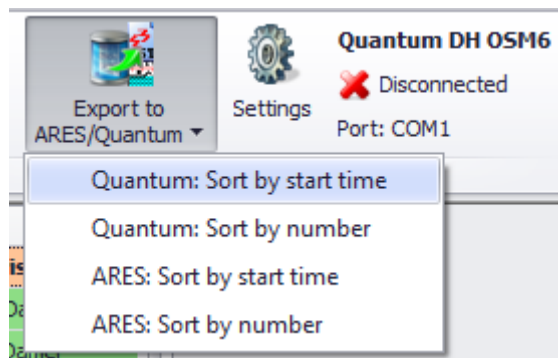 Export to
ARES/Quantum
Settings
Quantum DH OSM6
Disconnected
Port: COM1
Quantum: Sort by start time
Quantum: Sort by number
ARES: Sort by start time
ARES: Sort by number